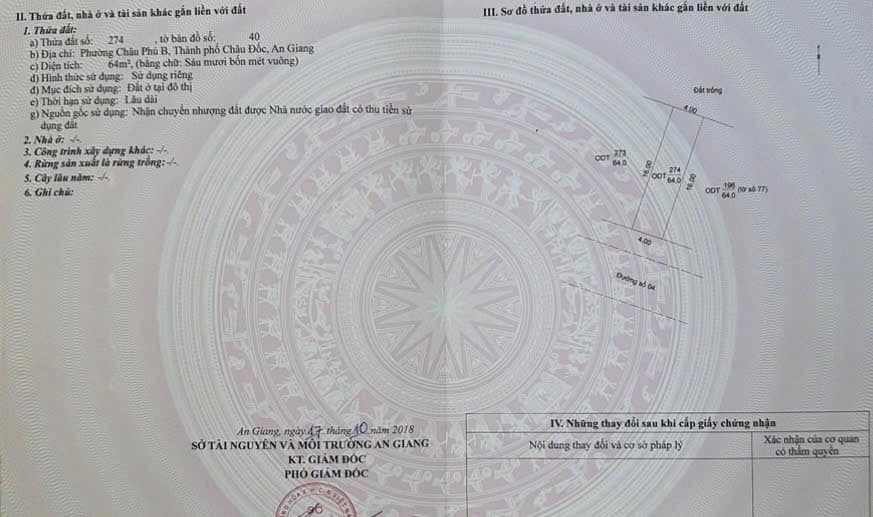 II. Thửa đất, nhà ở và tài sản khác gắn liền với đất
1. Thửa đất:
a) Thửa đất số: 274 , tờ bản đồ số: 40
b) Địa chỉ: Phường Châu Phú B, Thành phố Châu Đốc, An Giang
c) Diện tích: 64m², (bằng chữ: Sáu mươi bốn mét vuông)
d) Hình thức sử dụng: Sử dụng riêng
đ) Mục đích sử dụng: Đất ở tại đô thị
e) Thời hạn sử dụng: Lâu dài
g) Nguồn gốc sử dụng: Nhận chuyển nhượng đất được Nhà nước giao đất có thu tiền sử
dụng đất
2. Nhà ở: -/-.
3. Công trình xây dựng khác: -/-.
4. Rừng sản xuất là rừng trồng: -/-.
5. Cây lâu năm: -/-.
6. Ghi chú:
An Giang, ngày 17 tháng 10 năm 2018
SỞ TÀI NGUYÊN VÀ MÔI TRƯỜNG AN GIANG
KT. GIÁM ĐỐC
PHÓ GIÁM ĐỐC
III. Sơ đồ thửa đất, nhà ở và tài sản khác gắn liền với đất
Đất trống
4.00
ODT 273
64.0
16.00
ODT 274
64.0
16.00
ODT 196 (tờ số 77)
64.0
4.00
Đường số 04
IV. Những thay đổi sau khi cấp giấy chứng nhận
Nội dung thay đổi và cơ sở pháp lý
Xác nhận của cơ quan
có thẩm quyền